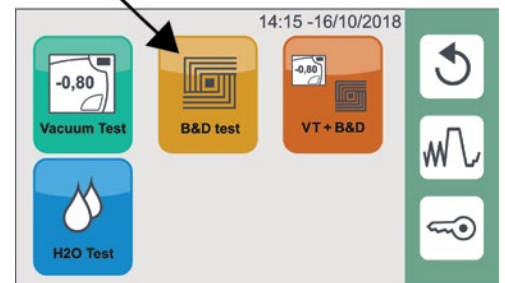 14:15 -16/10/2018
-0,80
Vacuum Test
B&D test
-0,80
VT + B&D
H2O Test